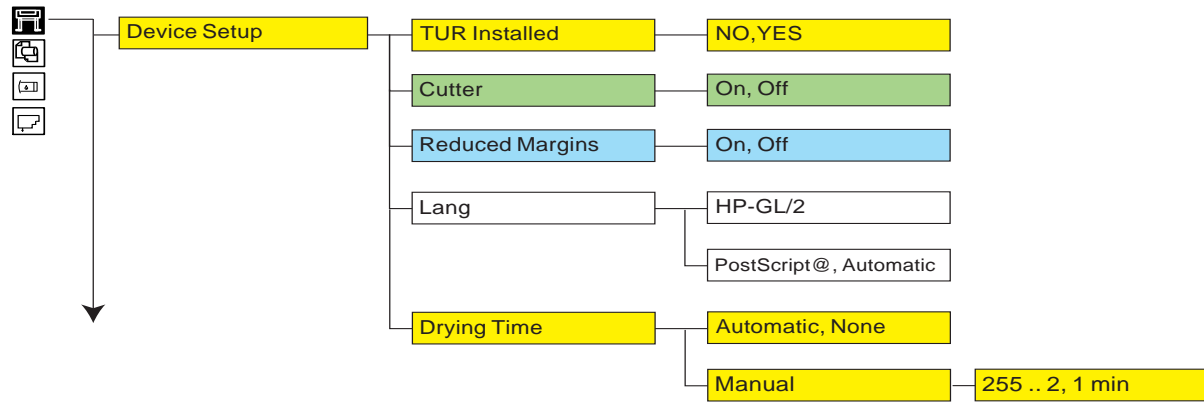 Device Setup
TUR Installed
NO,YES
Cutter
On, Off
Reduced Margins
On, Off
Lang
HP-GL/2
PostScript@, Automatic
Drying Time
Automatic, None
Manual
255 .. 2, 1 min